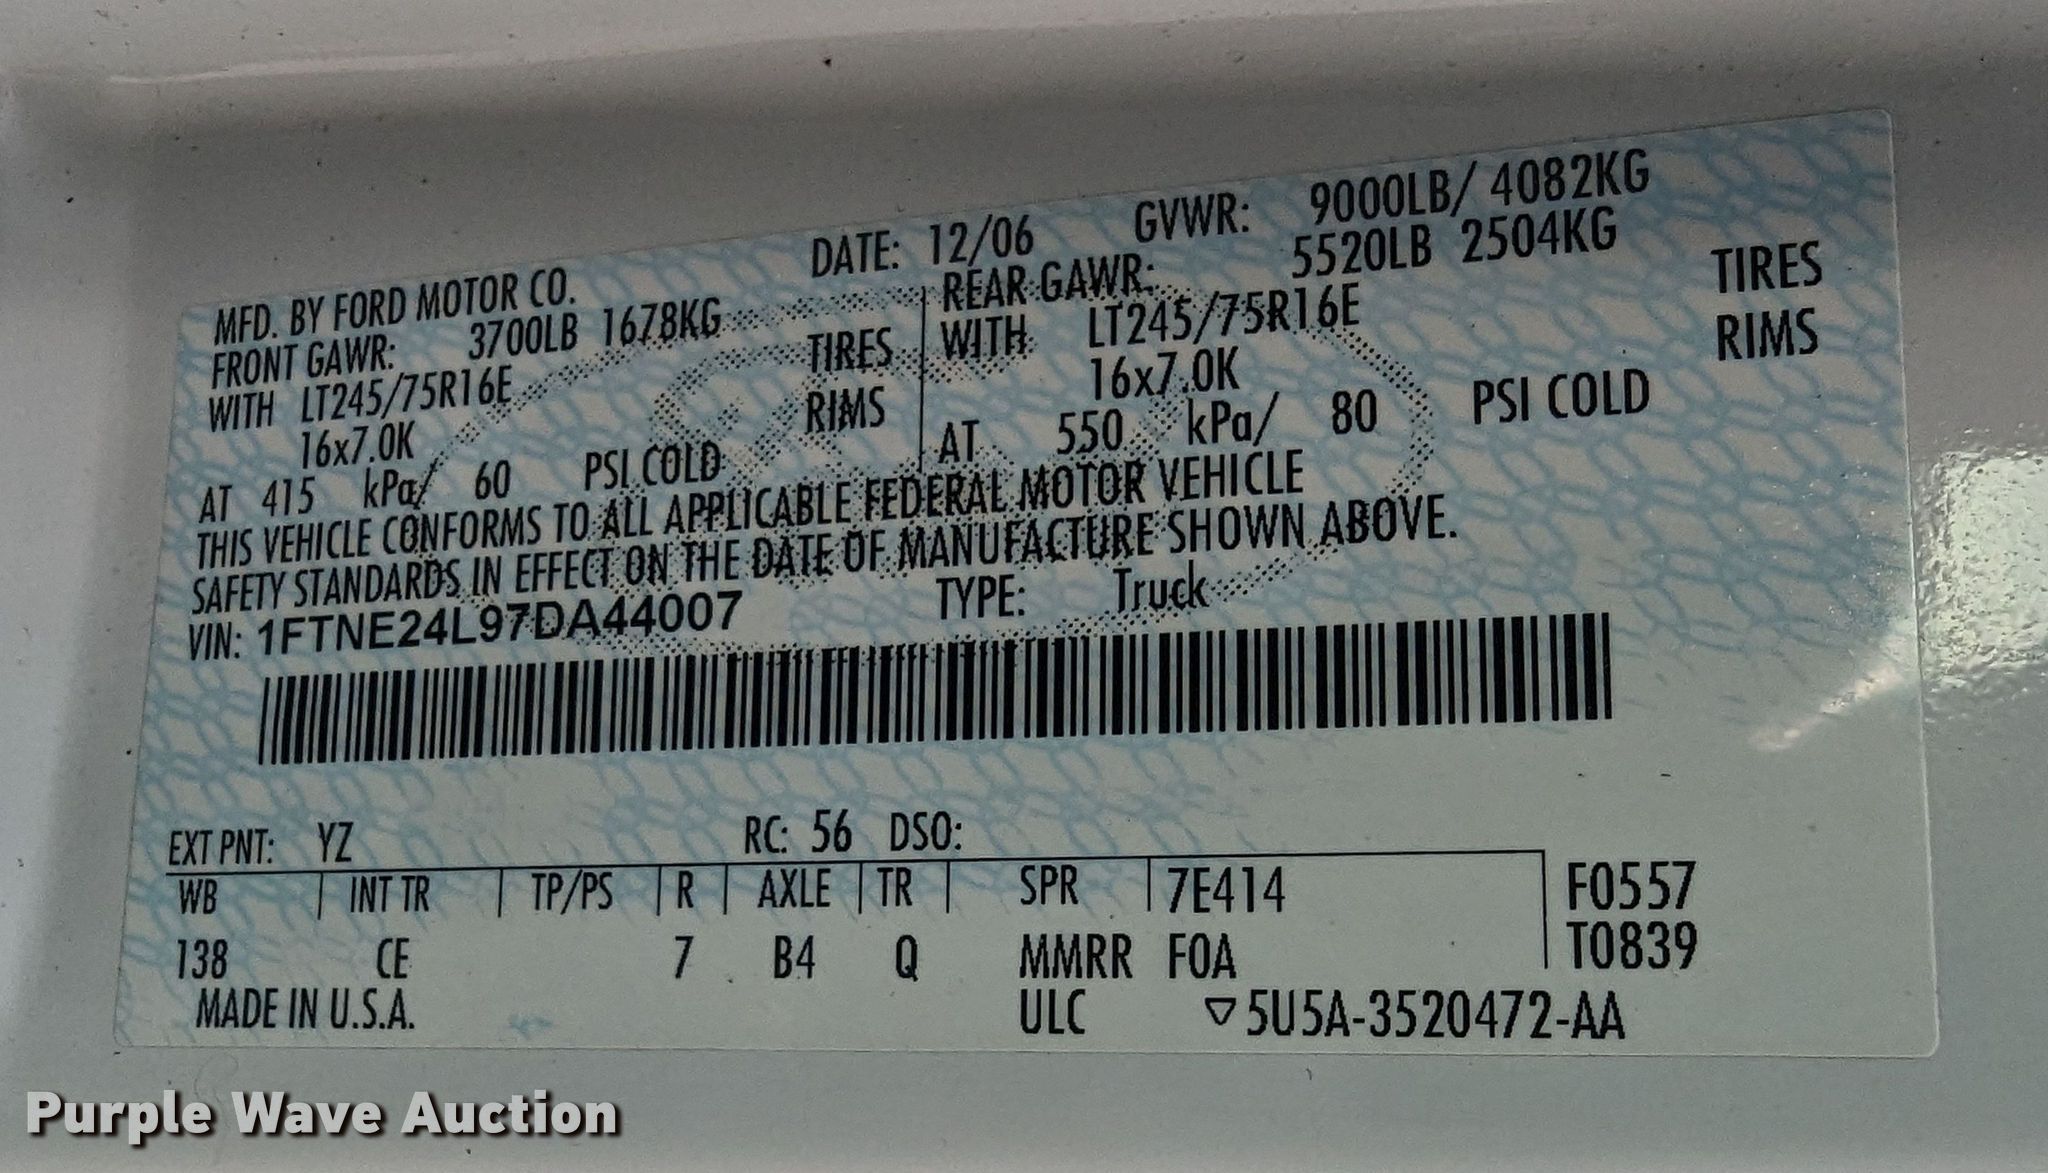 MFD. BY FORD MOTOR CO. DATE: 12/06 GVWR: 9000LB/ 4082KG
FRONT GAWR: 3700LB 1678KG REAR GAWR: 5520LB 2504KG
WITH LT245/75R16E TIRES WITH LT245/75R16E TIRES
16x7.0K RIMS 16x7.0K RIMS
AT 415 kPa/ 60 PSI COLD AT 550 kPa/ 80 PSI COLD
THIS VEHICLE CONFORMS TO ALL APPLICABLE FEDERAL MOTOR VEHICLE
SAFETY STANDARDS IN EFFECT ON THE DATE OF MANUFACTURE SHOWN ABOVE.
VIN: 1FTNE24L97DA44007 TYPE: Truck
EXT PNT: YZ RC: 56 DSO:
WB INT TR TP/PS R AXLE TR SPR 7E414 F0557
138 CE 7 B4 Q MMRR F0A T0839
MADE IN U.S.A. ULC ▽5U5A-3520472-AA
Purple Wave Auction